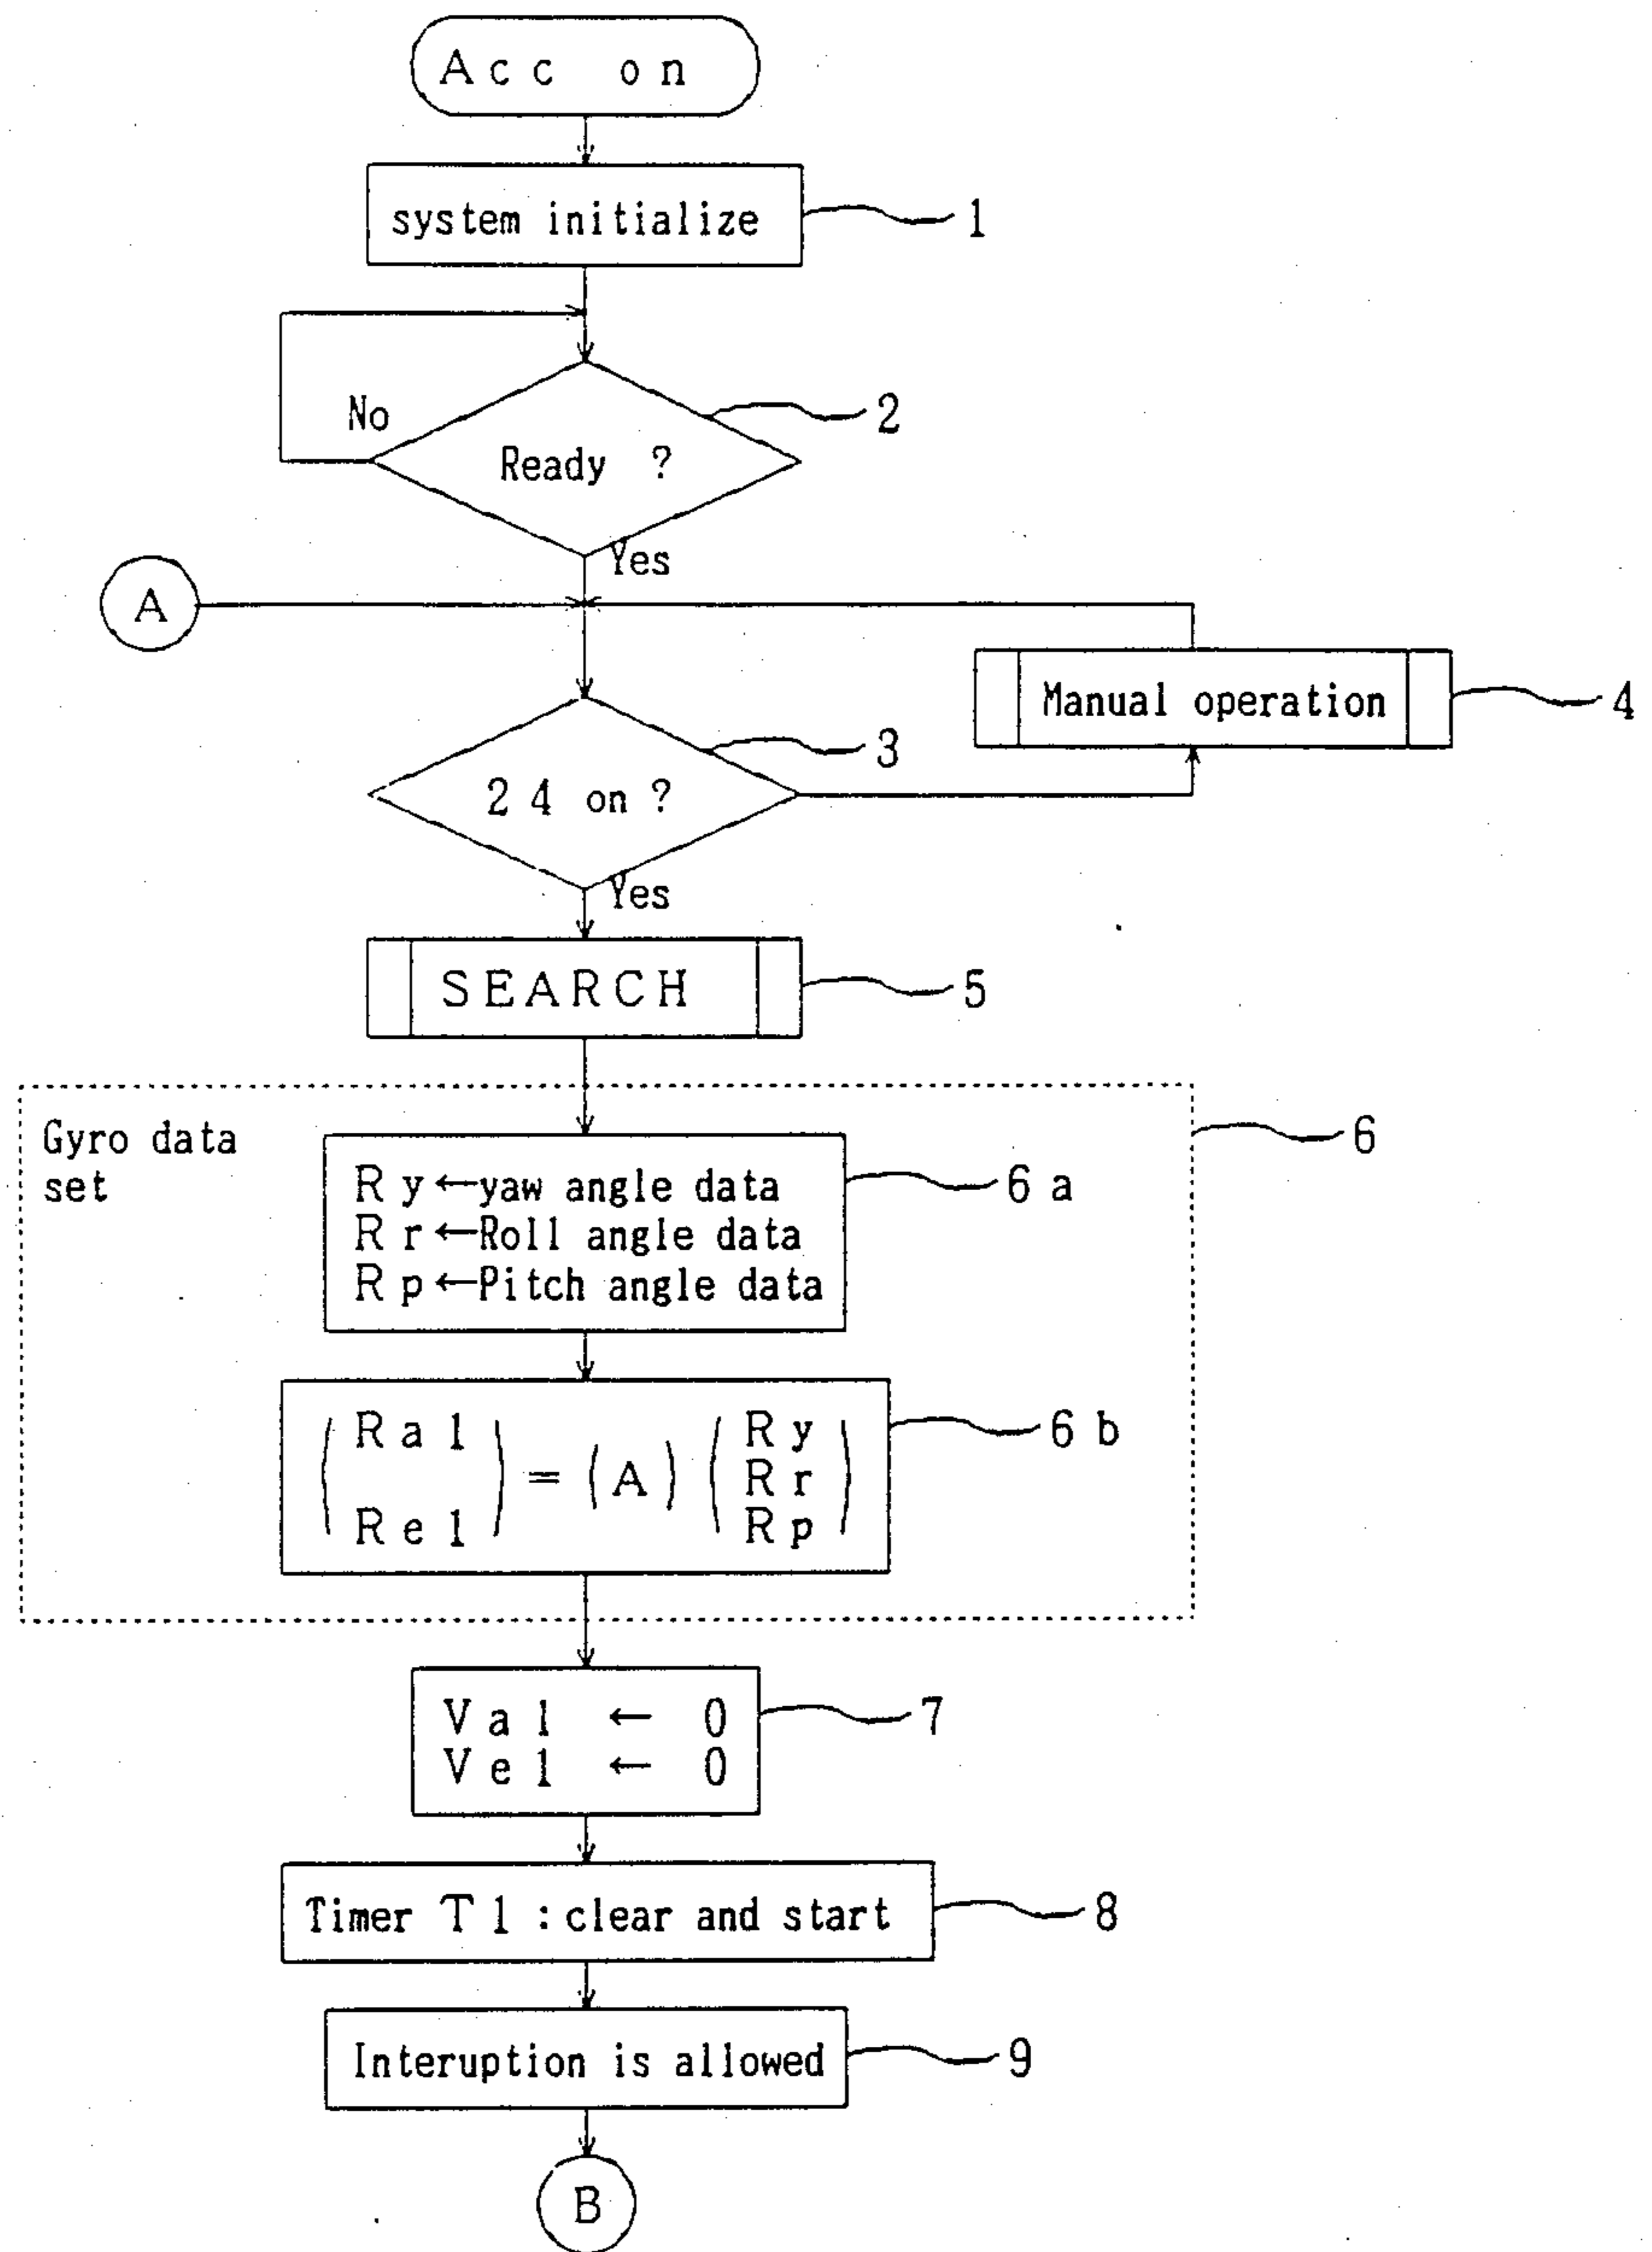 Acc on
system initialize
1
2
No
Ready ?
Yes
A
Manual operation
4
3
24 on ?
Yes
SEARCH
5
Gyro data
set
6
Ry←yaw angle data
Rr←Roll angle data
Rp←Pitch angle data
6a
(Ra1 Re1) = (A) (Ry Rr Rp)
6b
Va1 ← 0
Ve1 ← 0
7
Timer T1:clear and start
8
Interuption is allowed
9
B